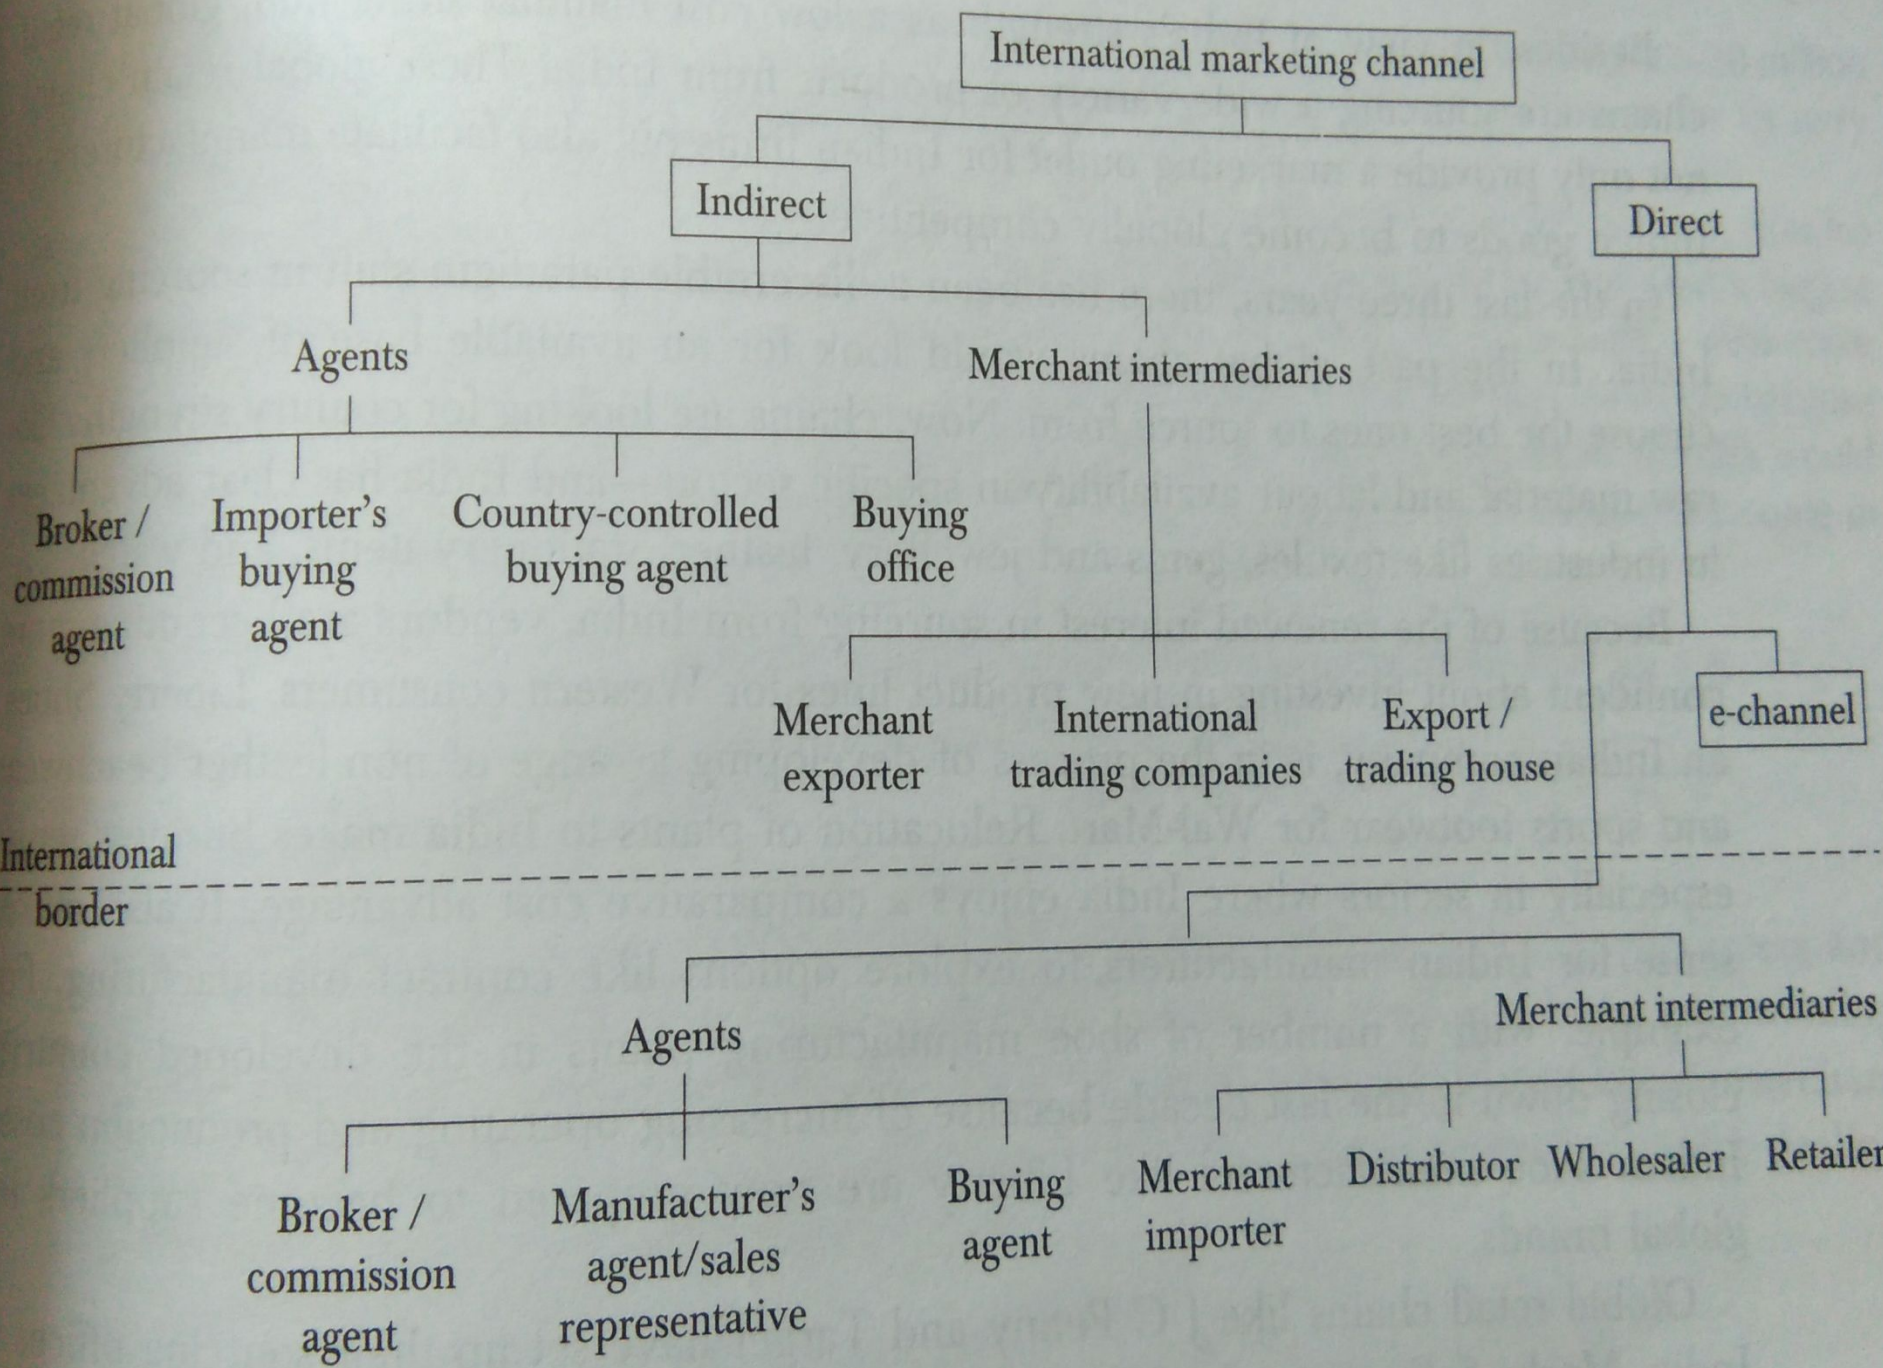 International marketing channel
Indirect
Direct
Agents
Merchant intermediaries
Broker /
commission
agent
Importer's
buying
agent
Country-controlled
buying agent
Buying
office
Merchant
exporter
International
trading companies
Export /
trading house
e-channel
International
border
Agents
Merchant intermediaries
Broker /
commission
agent
Manufacturer's
agent/sales
representative
Buying
agent
Merchant
importer
Distributor
Wholesaler
Retailer